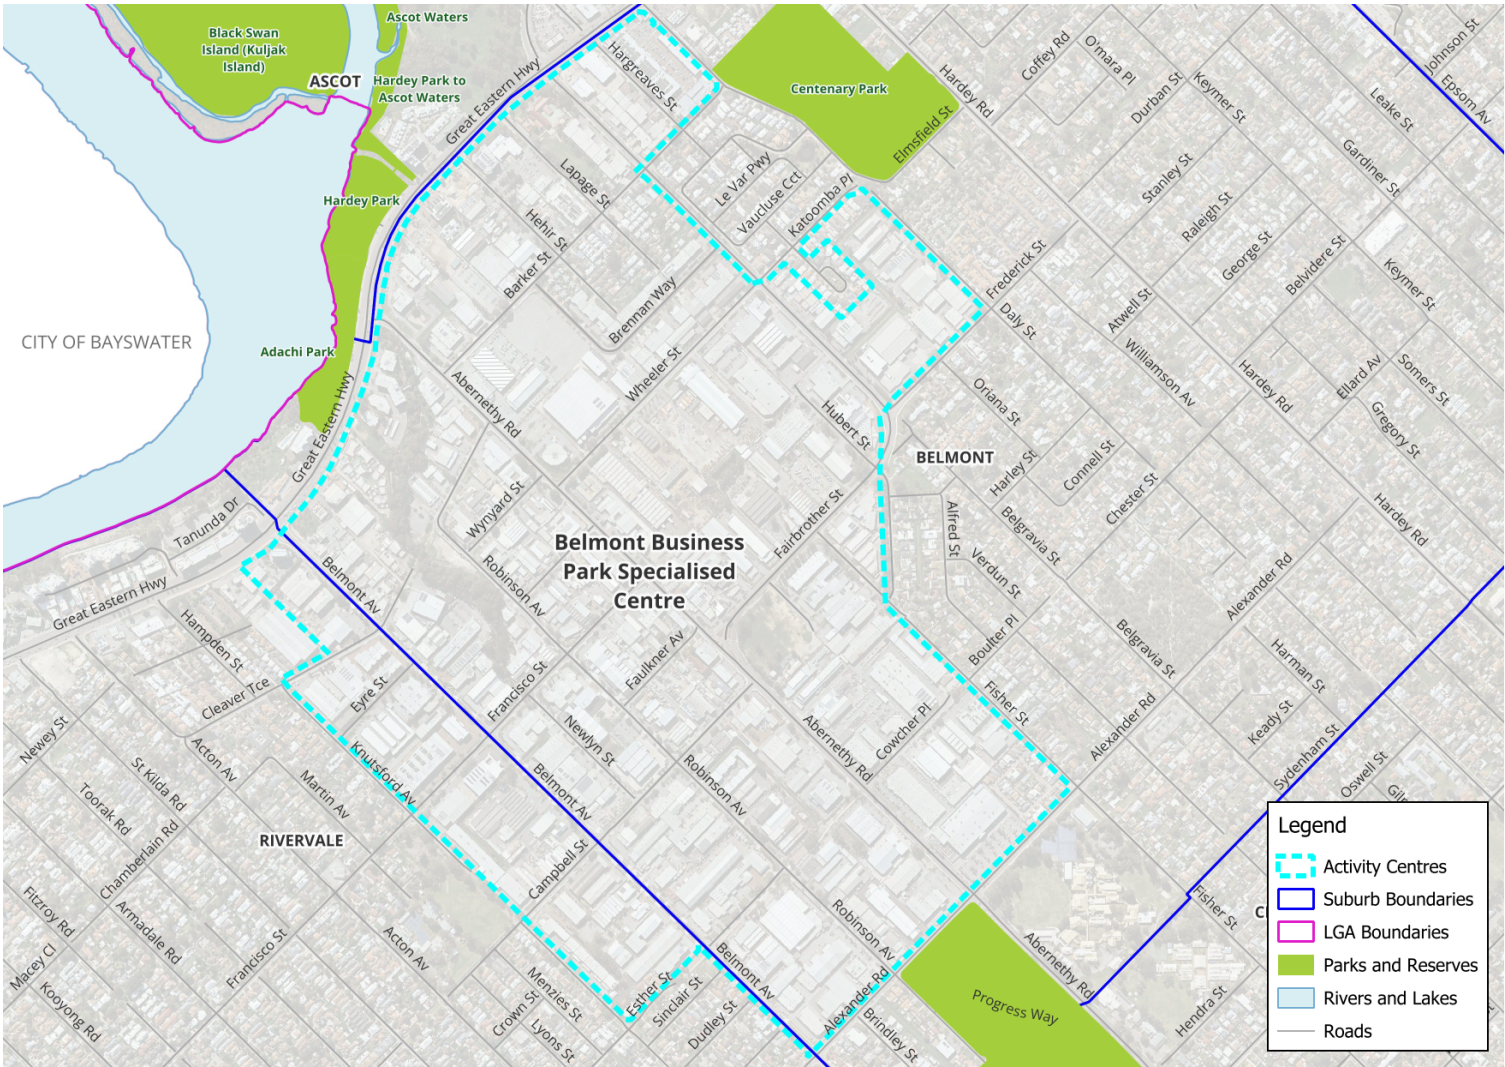 Ascot Waters
Black Swan
Island (Kuljak
Island)
ASCOT
Hardey Park to
Ascot Waters
Great Eastern Hwy
Hargreaves St
Centenary Park
Hardey Rd
Coffey Rd
O'mara Pl
Durban St
Keymer St
Johnson St
Epsom Av
Leake St
Elmsfield St
Gardiner St
Lapage St
Le Var Pwy
Vaucluse Cct
Katoomba Pl
Stanley St
Raleigh St
George St
Belvidere St
Keymer St
Hardey Park
Hehir St
Barker St
Brennan Way
Frederick St
Daly St
Atwell St
Williamson Av
CITY OF BAYSWATER
Adachi Park
Great Eastern Hwy
Abernethy Rd
Wheeler St
Hubert St
Oriana St
Hardey Rd
Ellard Av
Somers St
Gregory St
BELMONT
Harley St
Connell St
Chester St
Wynyard St
Fairbrother St
Alfred St
Belgravia St
Hardey Rd
Tanunda Dr
Belmont Business
Park Specialised
Centre
Great Eastern Hwy
Belmont Av
Robinson Av
Verdun St
Alexander Rd
Hampden St
Cleaver Tce
Eyre St
Francisco St
Faulkner Av
Boulter Pl
Belgravia St
Harman St
Fisher St
Newey St
Acton Av
St Kilda Rd
Toorak Rd
Martin Av
Knutsford Av
Newlyn St
Belmont Av
Robinson Av
Abernethy Rd
Cowcher Pl
Alexander Rd
Keady St
Sydenham St
Oswell St
RIVERVALE
Chamberlain Rd
Fitzroy Rd
Armadale Rd
Macey Cl
Kooyong Rd
Francisco St
Acton Av
Campbell St
Menzies St
Crown St
Lyons St
Esther St
Sinclair St
Dudley St
Belmont Av
Robinson Av
Alexander Rd
Brindley St
Progress Way
Abernethy Rd
Fisher St
Hendra St
Legend
Activity Centres
Suburb Boundaries
LGA Boundaries
Parks and Reserves
Rivers and Lakes
Roads